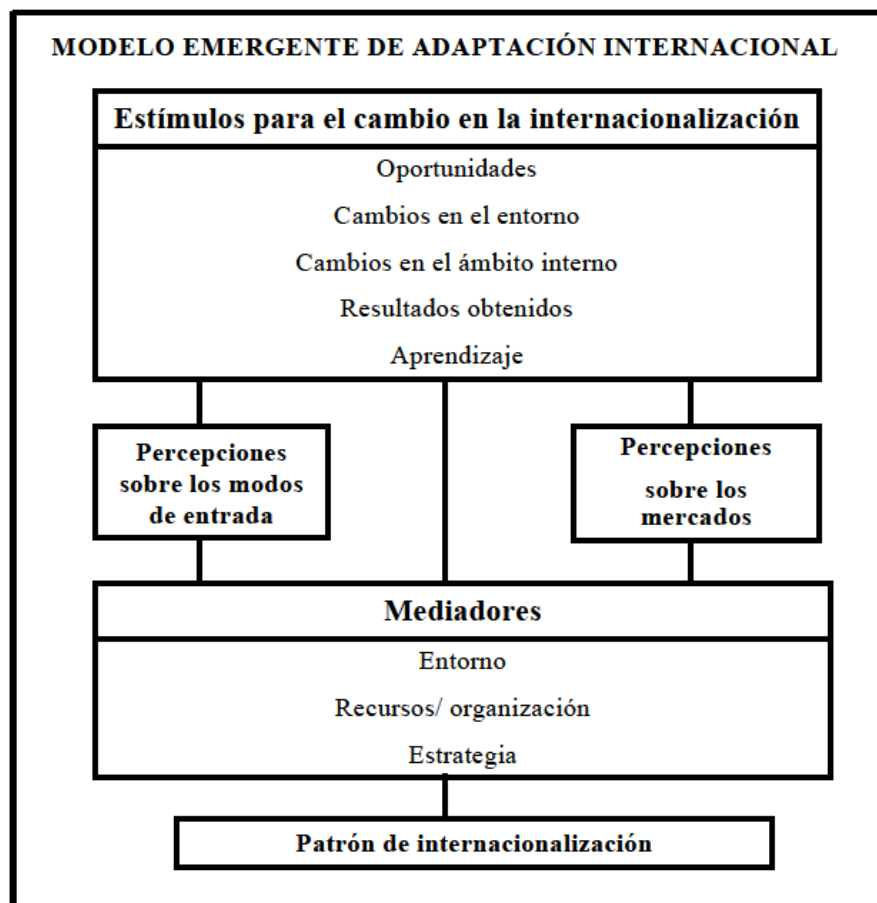 MODELO EMERGENTE DE ADAPTACIÓN INTERNACIONAL
Estímulos para el cambio en la internacionalización
Oportunidades
Cambios en el entorno
Cambios en el ámbito interno
Resultados obtenidos
Aprendizaje
Percepciones
sobre los modos
de entrada
Percepciones
sobre los
mercados
Mediadores
Entorno
Recursos/ organización
Estrategia
Patrón de internacionalización